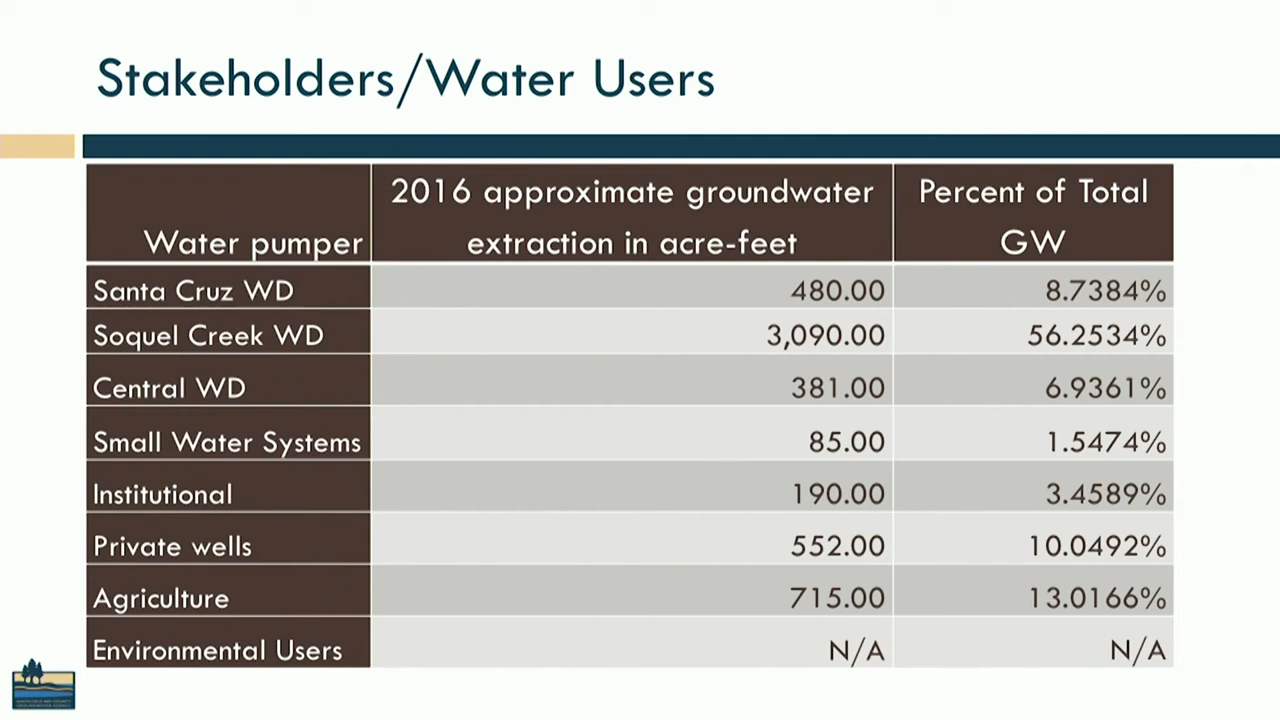 Stakeholders/Water Users
Water pumper 2016 approximate groundwater extraction in acre-feet Percent of Total GW
Santa Cruz WD 480.00 8.7384%
Soquel Creek WD 3,090.00 56.2534%
Central WD 381.00 6.9361%
Small Water Systems 85.00 1.5474%
Institutional 190.00 3.4589%
Private wells 552.00 10.0492%
Agriculture 715.00 13.0166%
Environmental Users N/A N/A